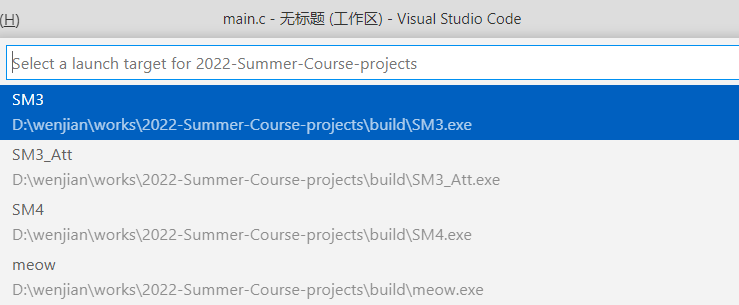 (H) main.c - 无标题 (工作区) - Visual Studio Code
Select a launch target for 2022-Summer-Course-projects
SM3
D:\wenjian\works\2022-Summer-Course-projects\build\SM3.exe
SM3_Att
D:\wenjian\works\2022-Summer-Course-projects\build\SM3_Att.exe
SM4
D:\wenjian\works\2022-Summer-Course-projects\build\SM4.exe
meow
D:\wenjian\works\2022-Summer-Course-projects\build\meow.exe